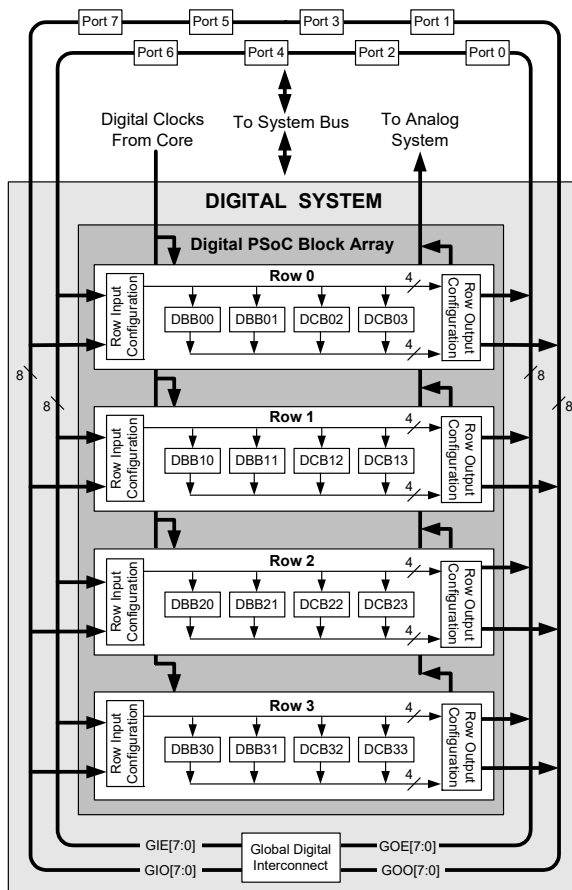 Port 7
Port 5
Port 3
Port 1
Port 6
Port 4
Port 2
Port 0
Digital Clocks
From Core
To System Bus
To Analog
System
DIGITAL SYSTEM
Digital PSoC Block Array
Row 0
4
Row Input
Configuration
DBB00
DBB01
DCB02
DCB03
4
Row Output
Configuration
8
8
8
8
Row 1
4
Row Input
Configuration
DBB10
DBB11
DCB12
DCB13
4
Row Output
Configuration
Row 2
4
Row Input
Configuration
DBB20
DBB21
DCB22
DCB23
4
Row Output
Configuration
Row 3
4
Row Input
Configuration
DBB30
DBB31
DCB32
DCB33
4
Row Output
Configuration
GIE[7:0]
GIO[7:0]
Global Digital
Interconnect
GOE[7:0]
GOO[7:0]